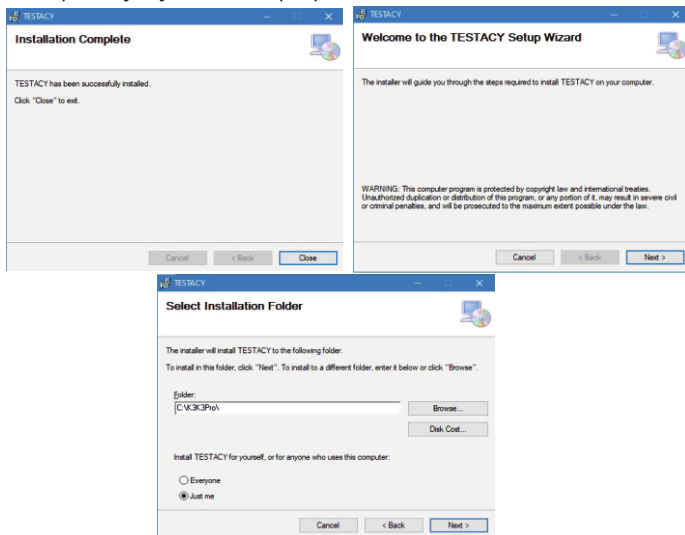 TESTACY
Installation Complete
TESTACY has been successfully installed.
Click "Close" to exit.
Cancel
< Back
Close
TESTACY
Welcome to the TESTACY Setup Wizard
The installer will guide you through the steps required to install TESTACY on your computer.
WARNING: This computer program is protected by copyright law and international treaties.
Unauthorized duplication or distribution of this program, or any portion of it, may result in severe civil
or criminal penalties, and will be prosecuted to the maximum extent possible under the law.
Cancel
< Back
Next >
TESTACY
Select Installation Folder
The installer will install TESTACY to the following folder.
To install in this folder, click "Next". To install to a different folder, enter it below or click "Browse".
Folder:
C:\K3K3Pro\
Browse...
Disk Cost...
Install TESTACY for yourself, or for anyone who uses this computer:
Everyone
Just me
Cancel
< Back
Next >